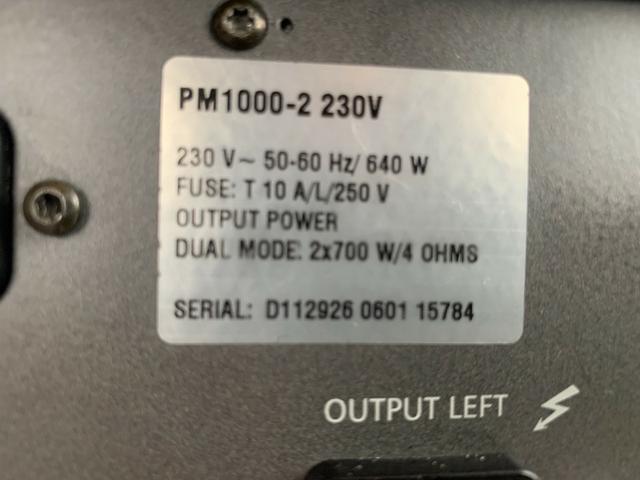 PM1000-2 230V
230 V~ 50-60 Hz/ 640 W
FUSE: T 10 A/L/250 V
OUTPUT POWER
DUAL MODE: 2x700 W/4 OHMS
SERIAL: D112926 0601 15784
OUTPUT LEFT